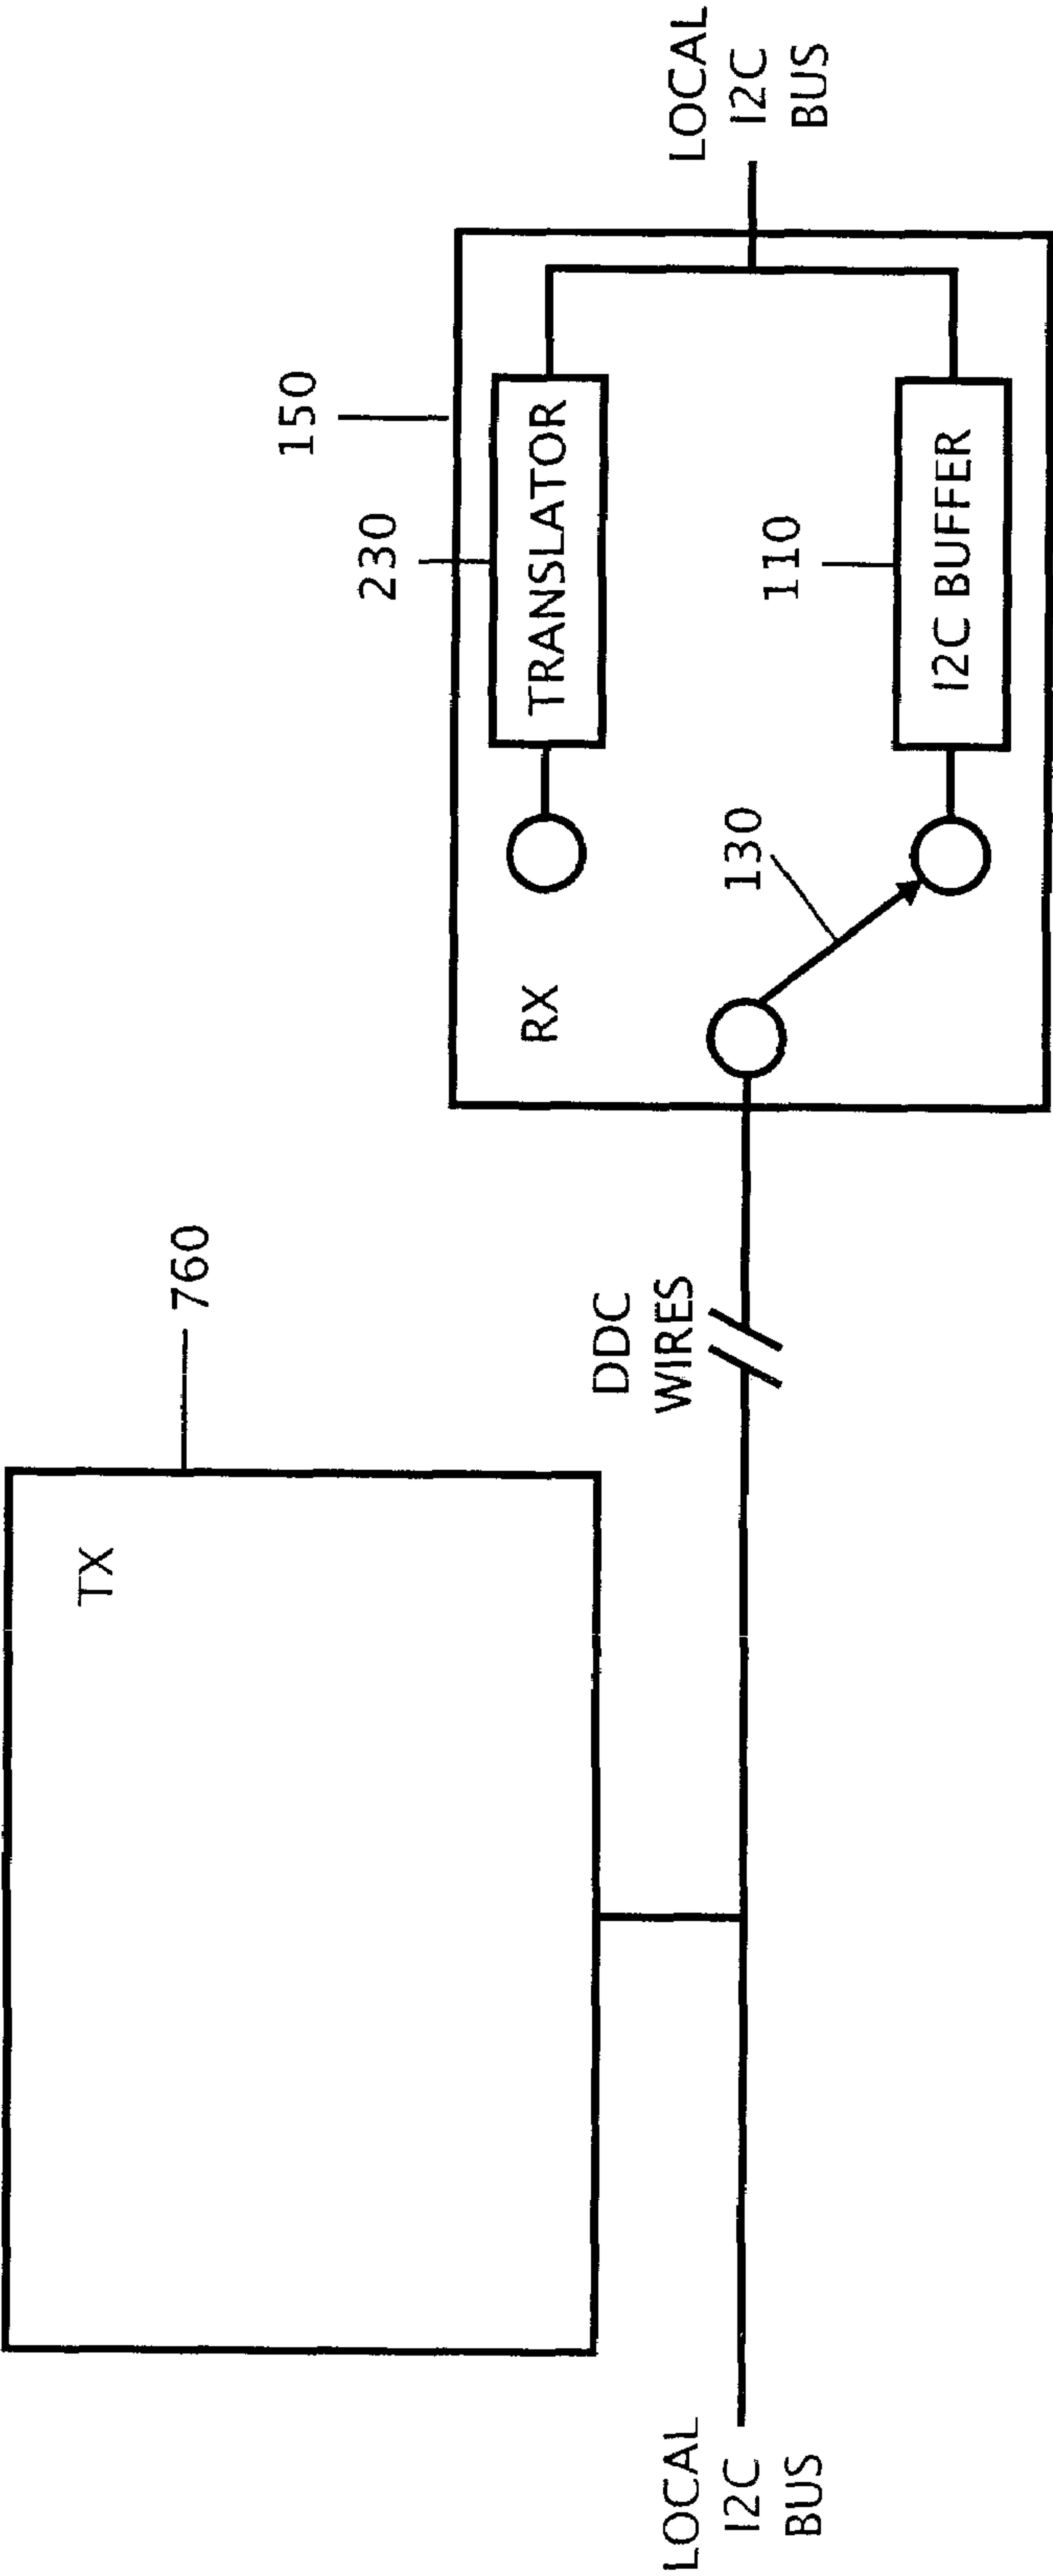 TX
760
150
230
RX
TRANSLATOR
DDC
WIRES
LOCAL
I2C
BUS
130
110
I2C BUFFER
LOCAL
I2C
BUS